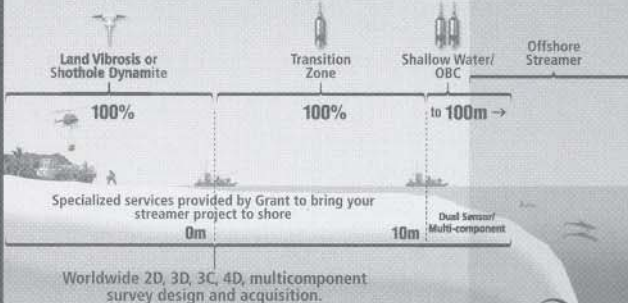 Land Vibrosis or
Shothole Dynamite
Transition
Zone
Shallow Water/
OBC
Offshore
Streamer
100%
100%
to 100m →
Specialized services provided by Grant to bring your
streamer project to shore
0m
10m
Dual Sensor/
Multi-component
Worldwide 2D, 3D, 3C, 4D, multicomponent
survey design and acquisition.